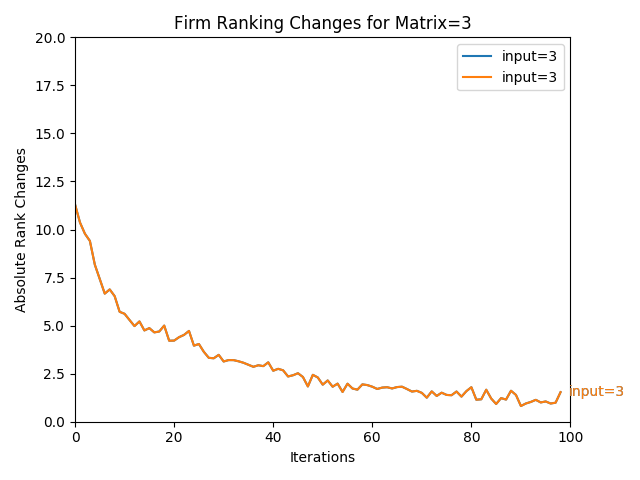 Firm Ranking Changes for Matrix=3
20.0
17.5
15.0
12.5
10.0
7.5
5.0
2.5
0.0
Absolute Rank Changes
input=3
input=3
input=3
0
20
40
60
80
100
Iterations